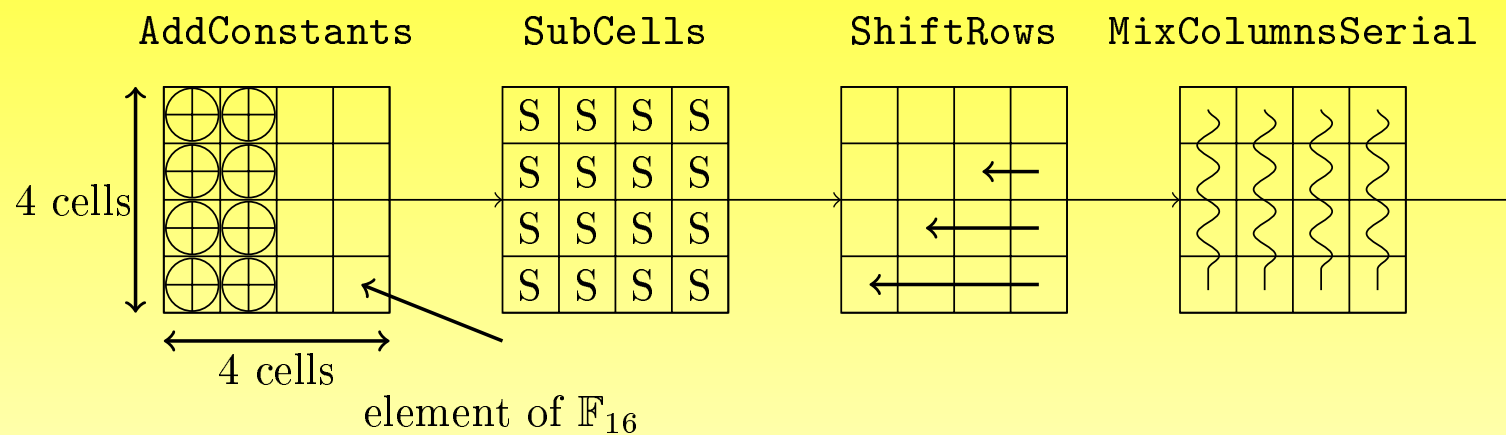 AddConstants SubCells ShiftRows MixColumnsSerial
S S S S
S S S S
4 cells
S S S S
S S S S
4 cells
element of 𝔽₁₆